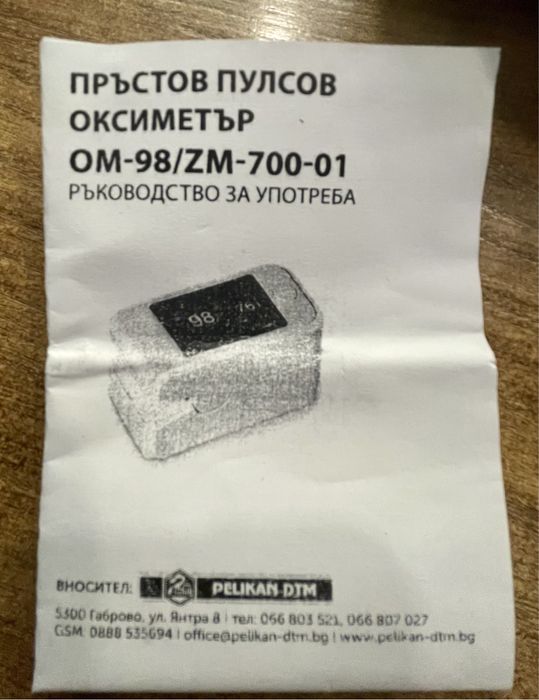 ПРЪСТОВ ПУЛСОВ
ОКСИМЕТЪР
OM-98/ZM-700-01
РЪКОВОДСТВО ЗА УПОТРЕБА
98 76
ВНОСИТЕЛ: PELIKAN-DTM
5300 Габрово, ул. Янтра 8 | тел: 066 803 521, 066 807 027
GSM: 0888 535694 | office@pelikan-dtm.bg | www.pelikan-dtm.bg